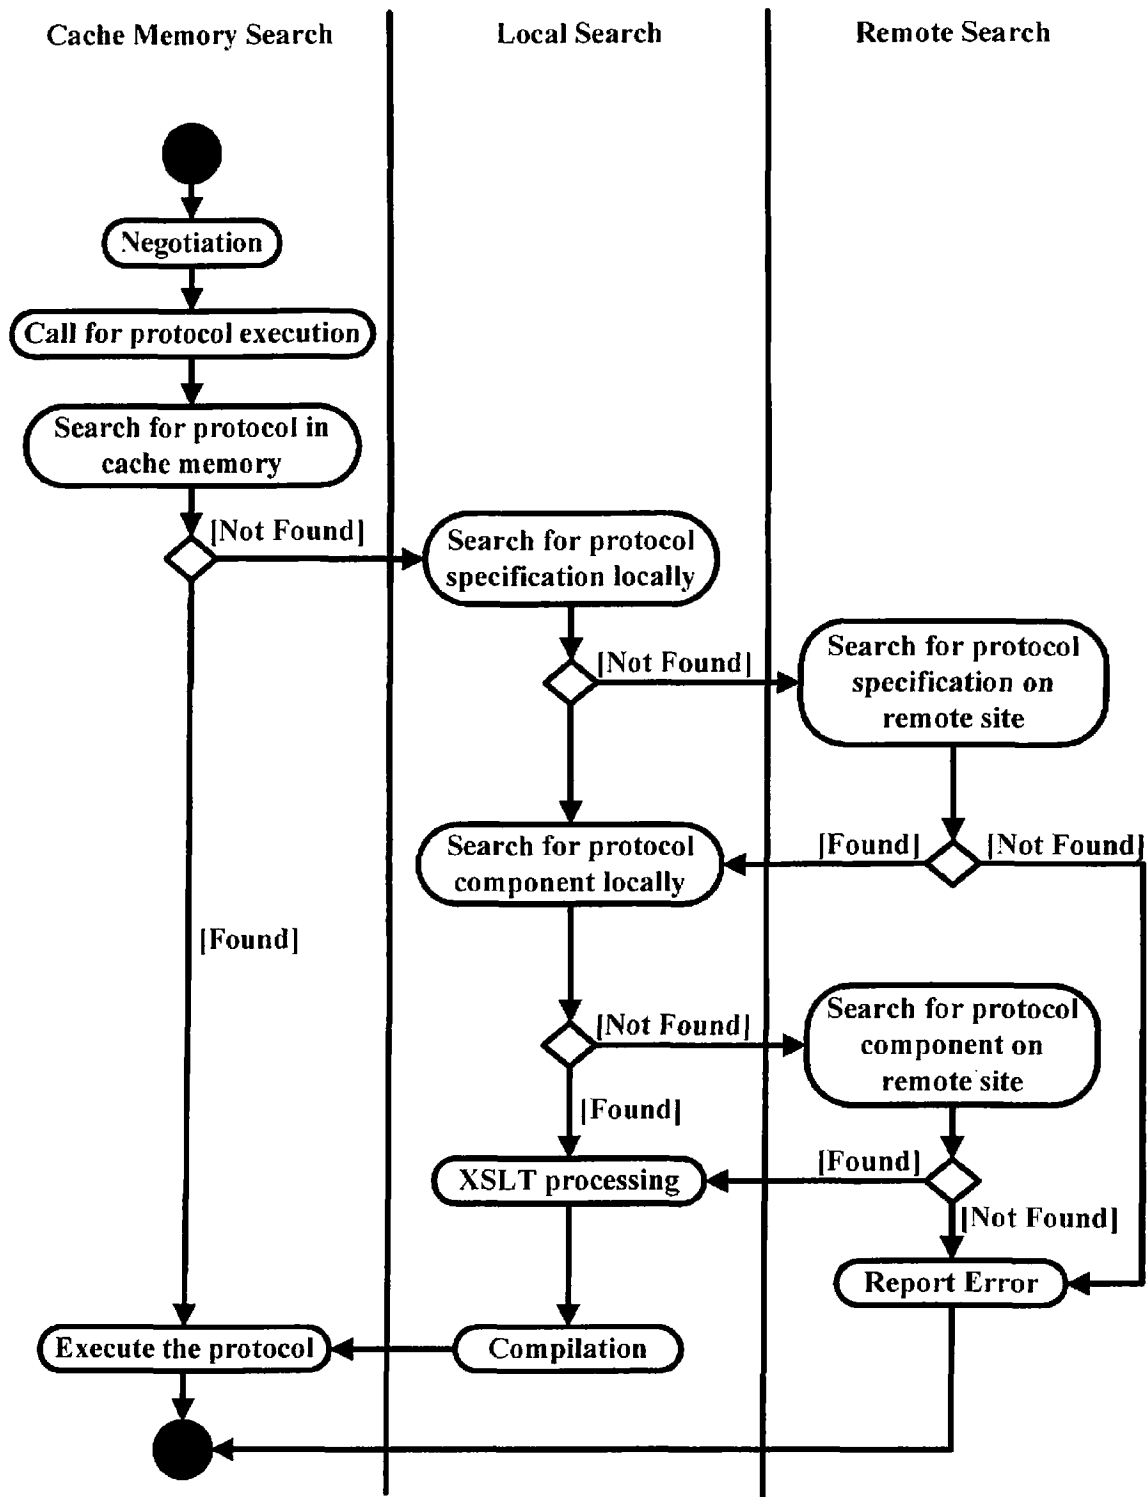 Cache Memory Search
Local Search
Remote Search
Negotiation
Call for protocol execution
Search for protocol in
cache memory
[Not Found]
Search for protocol
specification locally
[Not Found]
Search for protocol
specification on
remote site
Search for protocol
component locally
[Found]
[Not Found]
[Found]
[Not Found]
Search for protocol
component on
remote site
[Found]
XSLT processing
[Found]
[Not Found]
Report Error
Execute the protocol
Compilation